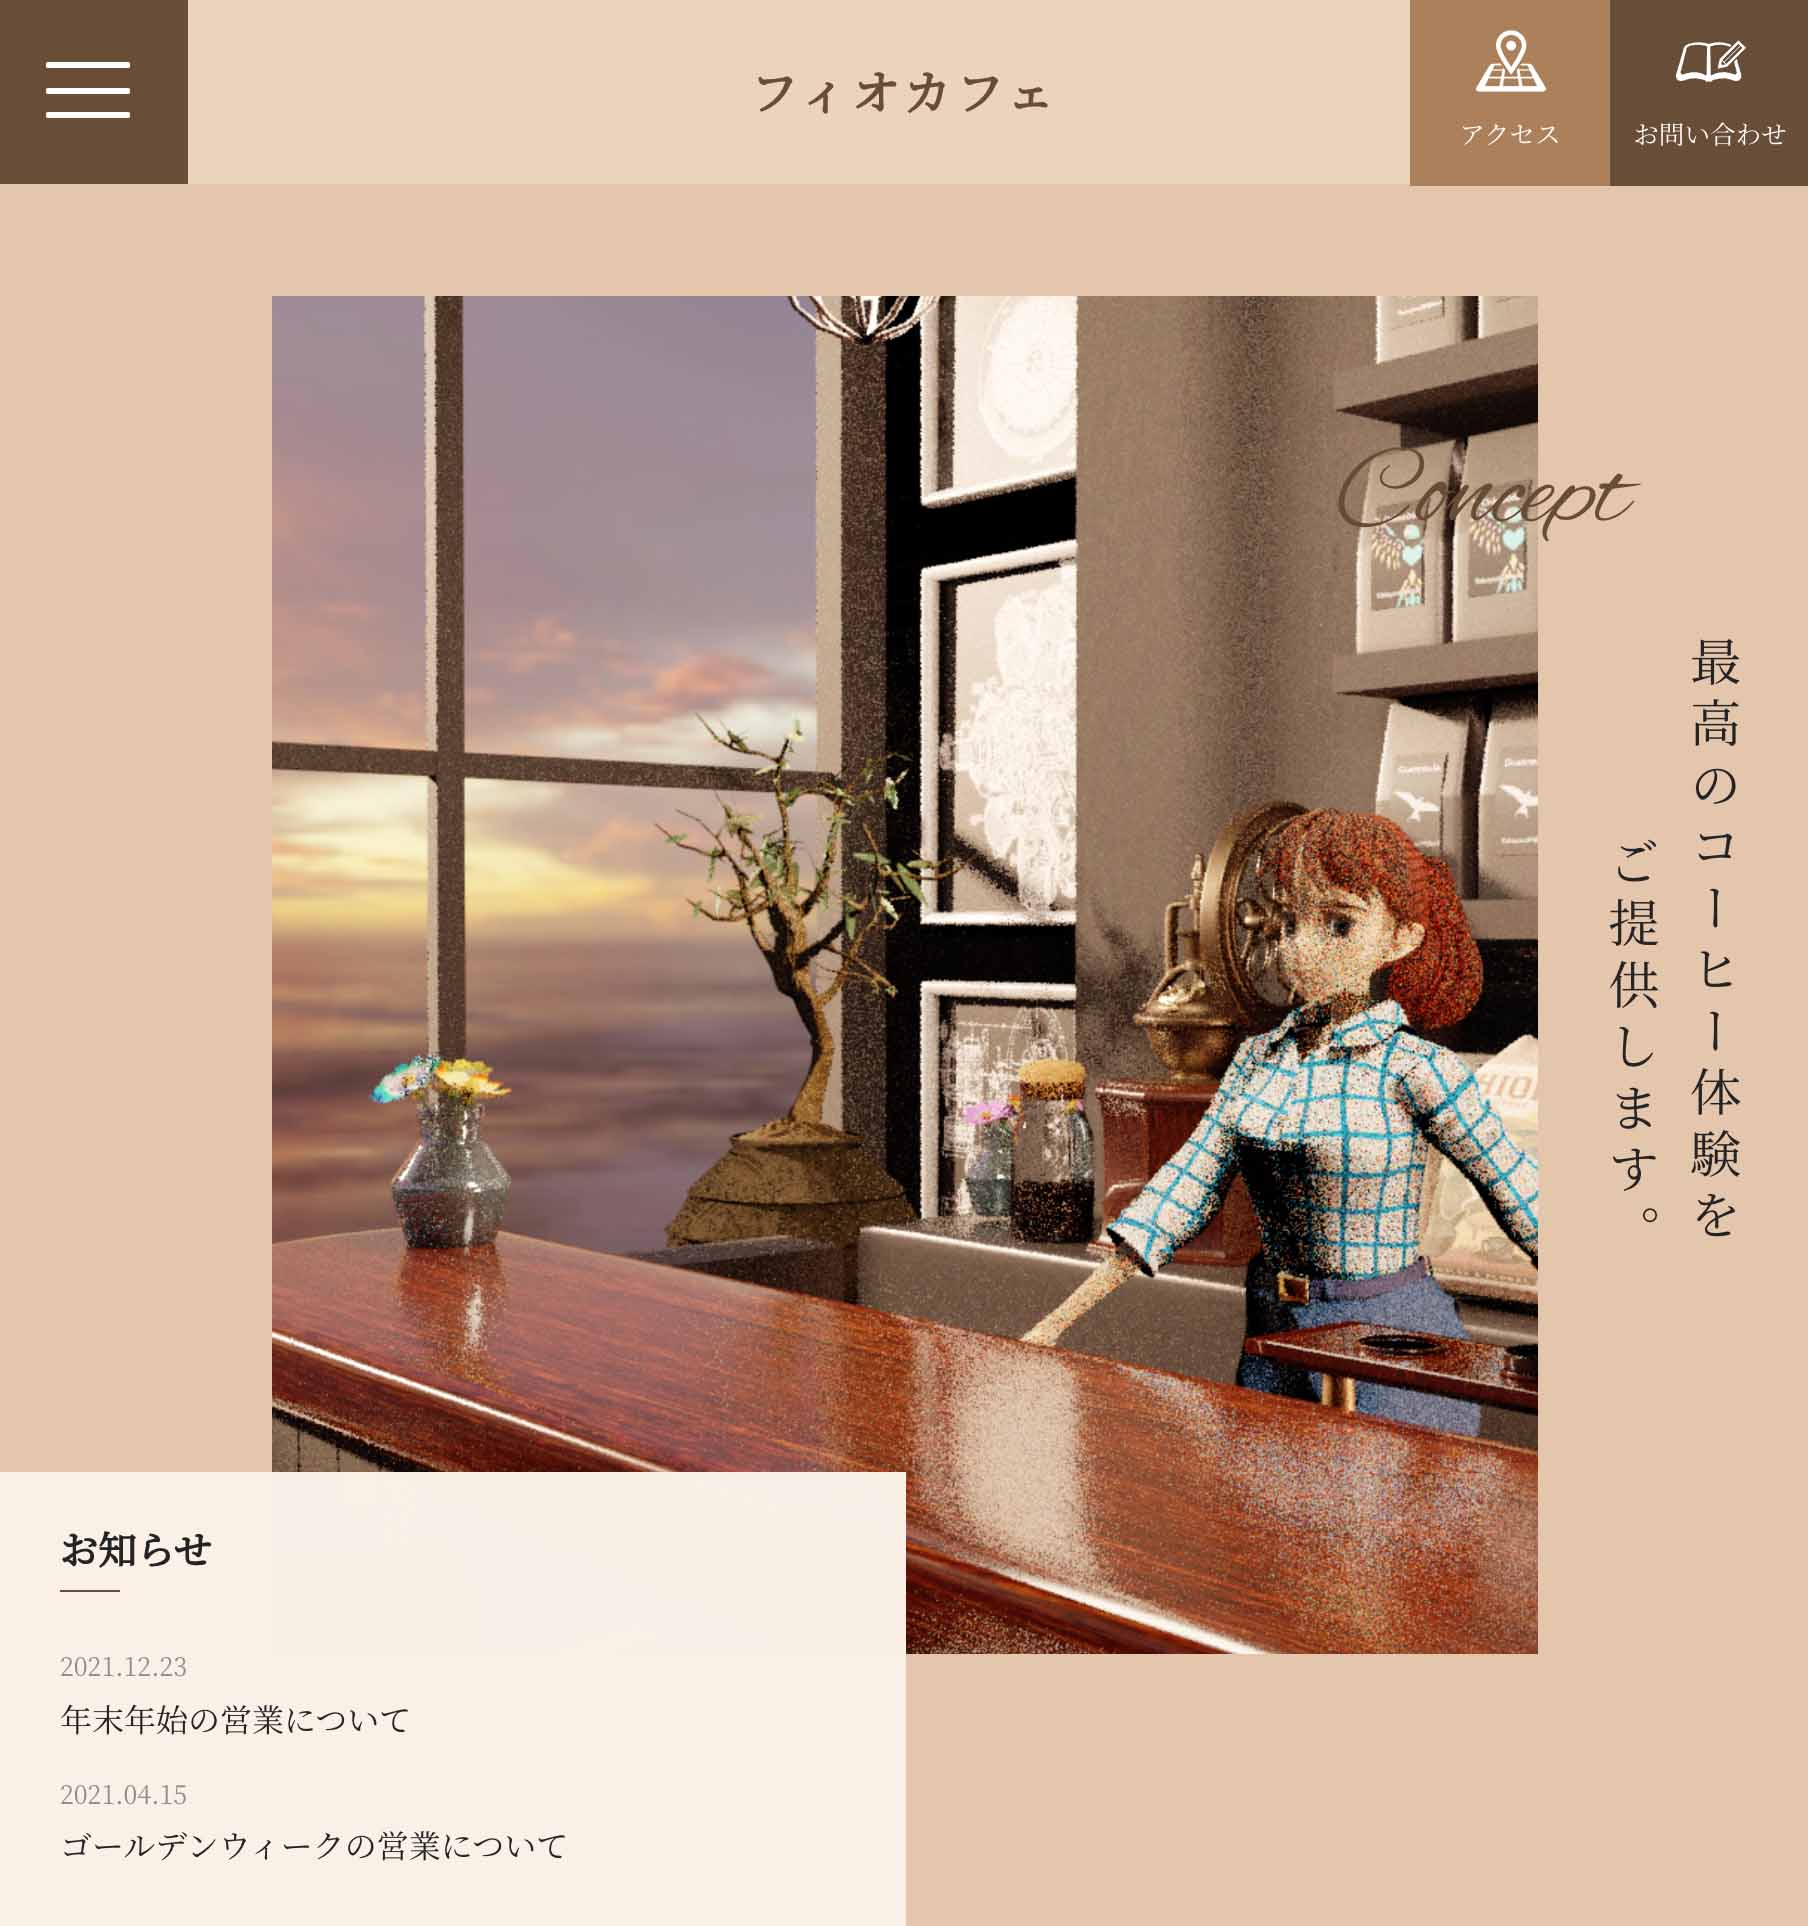 フィオカフェ
アクセス
お問い合わせ
Concept
最高のコーヒー体験を
ご提供します。
お知らせ
2021.12.23
年末年始の営業について
2021.04.15
ゴールデンウィークの営業について